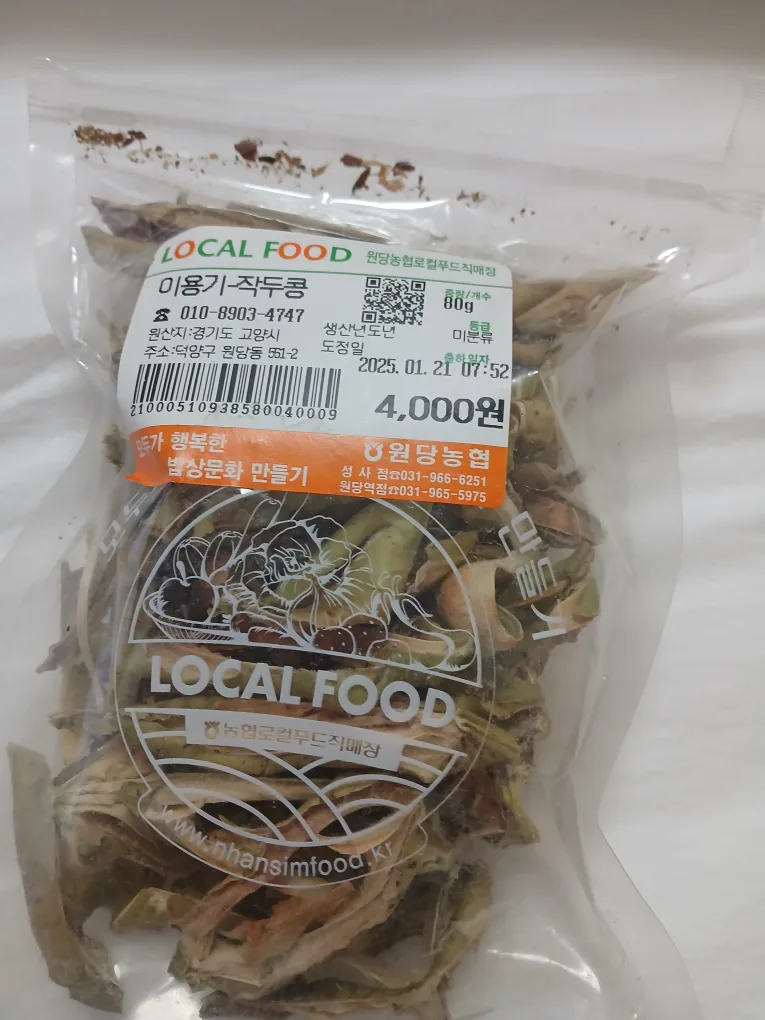 LOCAL FOOD 원당농협로컬푸드직매장
이용기-작두콩
중량/개수
80g
☎ 010-8903-4747
등급
미분류
원산지:경기도 고양시
생산년도년
주소:덕양구 원당동 551-2
도정일
출하일자
2025.01.21 07:52
21000510938580040009
4,000원
모두가 행복한
밥상문화 만들기
원당농협
성사점☎031-966-6251
원당역점☎031-965-5975
모두
만들기
LOCAL FOOD
농협로컬푸드직매장
www.nhansimfood.kr